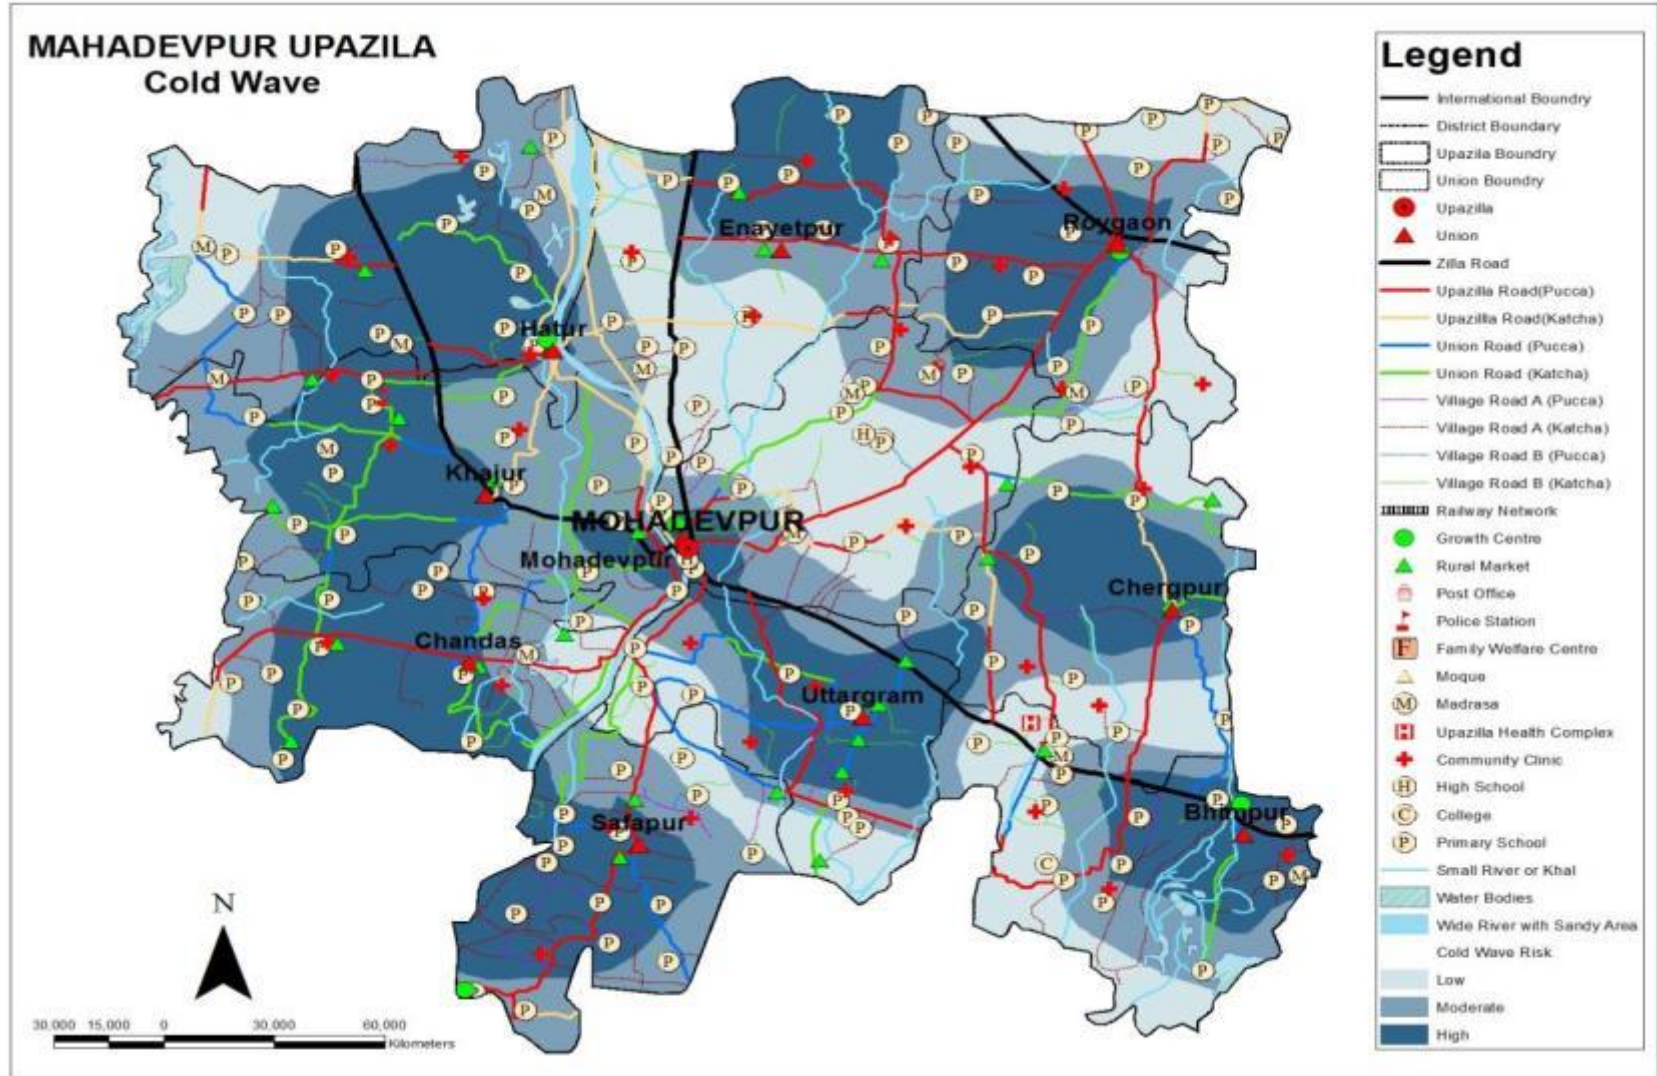 MAHADEVPUR UPAZILA
Cold Wave
Enayetpur
Roygaon
Hatur
Khajur
MOHADEVPUR
Mohadevpur
Chergpur
Chandas
Uttargram
Safapur
Bhimpur
N
30,000 15,000 0 30,000 60,000
Kilometers
Legend
International Boundry
District Boundary
Upazila Boundry
Union Boundry
Upazilla
Union
Zilla Road
Upazilla Road(Pucca)
Upazillla Road(Katcha)
Union Road (Pucca)
Union Road (Katcha)
Village Road A (Pucca)
Village Road A (Katcha)
Village Road B (Pucca)
Village Road B (Katcha)
Railway Network
Growth Centre
Rural Market
Post Office
Police Station
F Family Welfare Centre
Moque
M Madrasa
H Upazilla Health Complex
Community Clinic
H High School
C College
P Primary School
Small River or Khal
Water Bodies
Wide River with Sandy Area
Cold Wave Risk
Low
Moderate
High